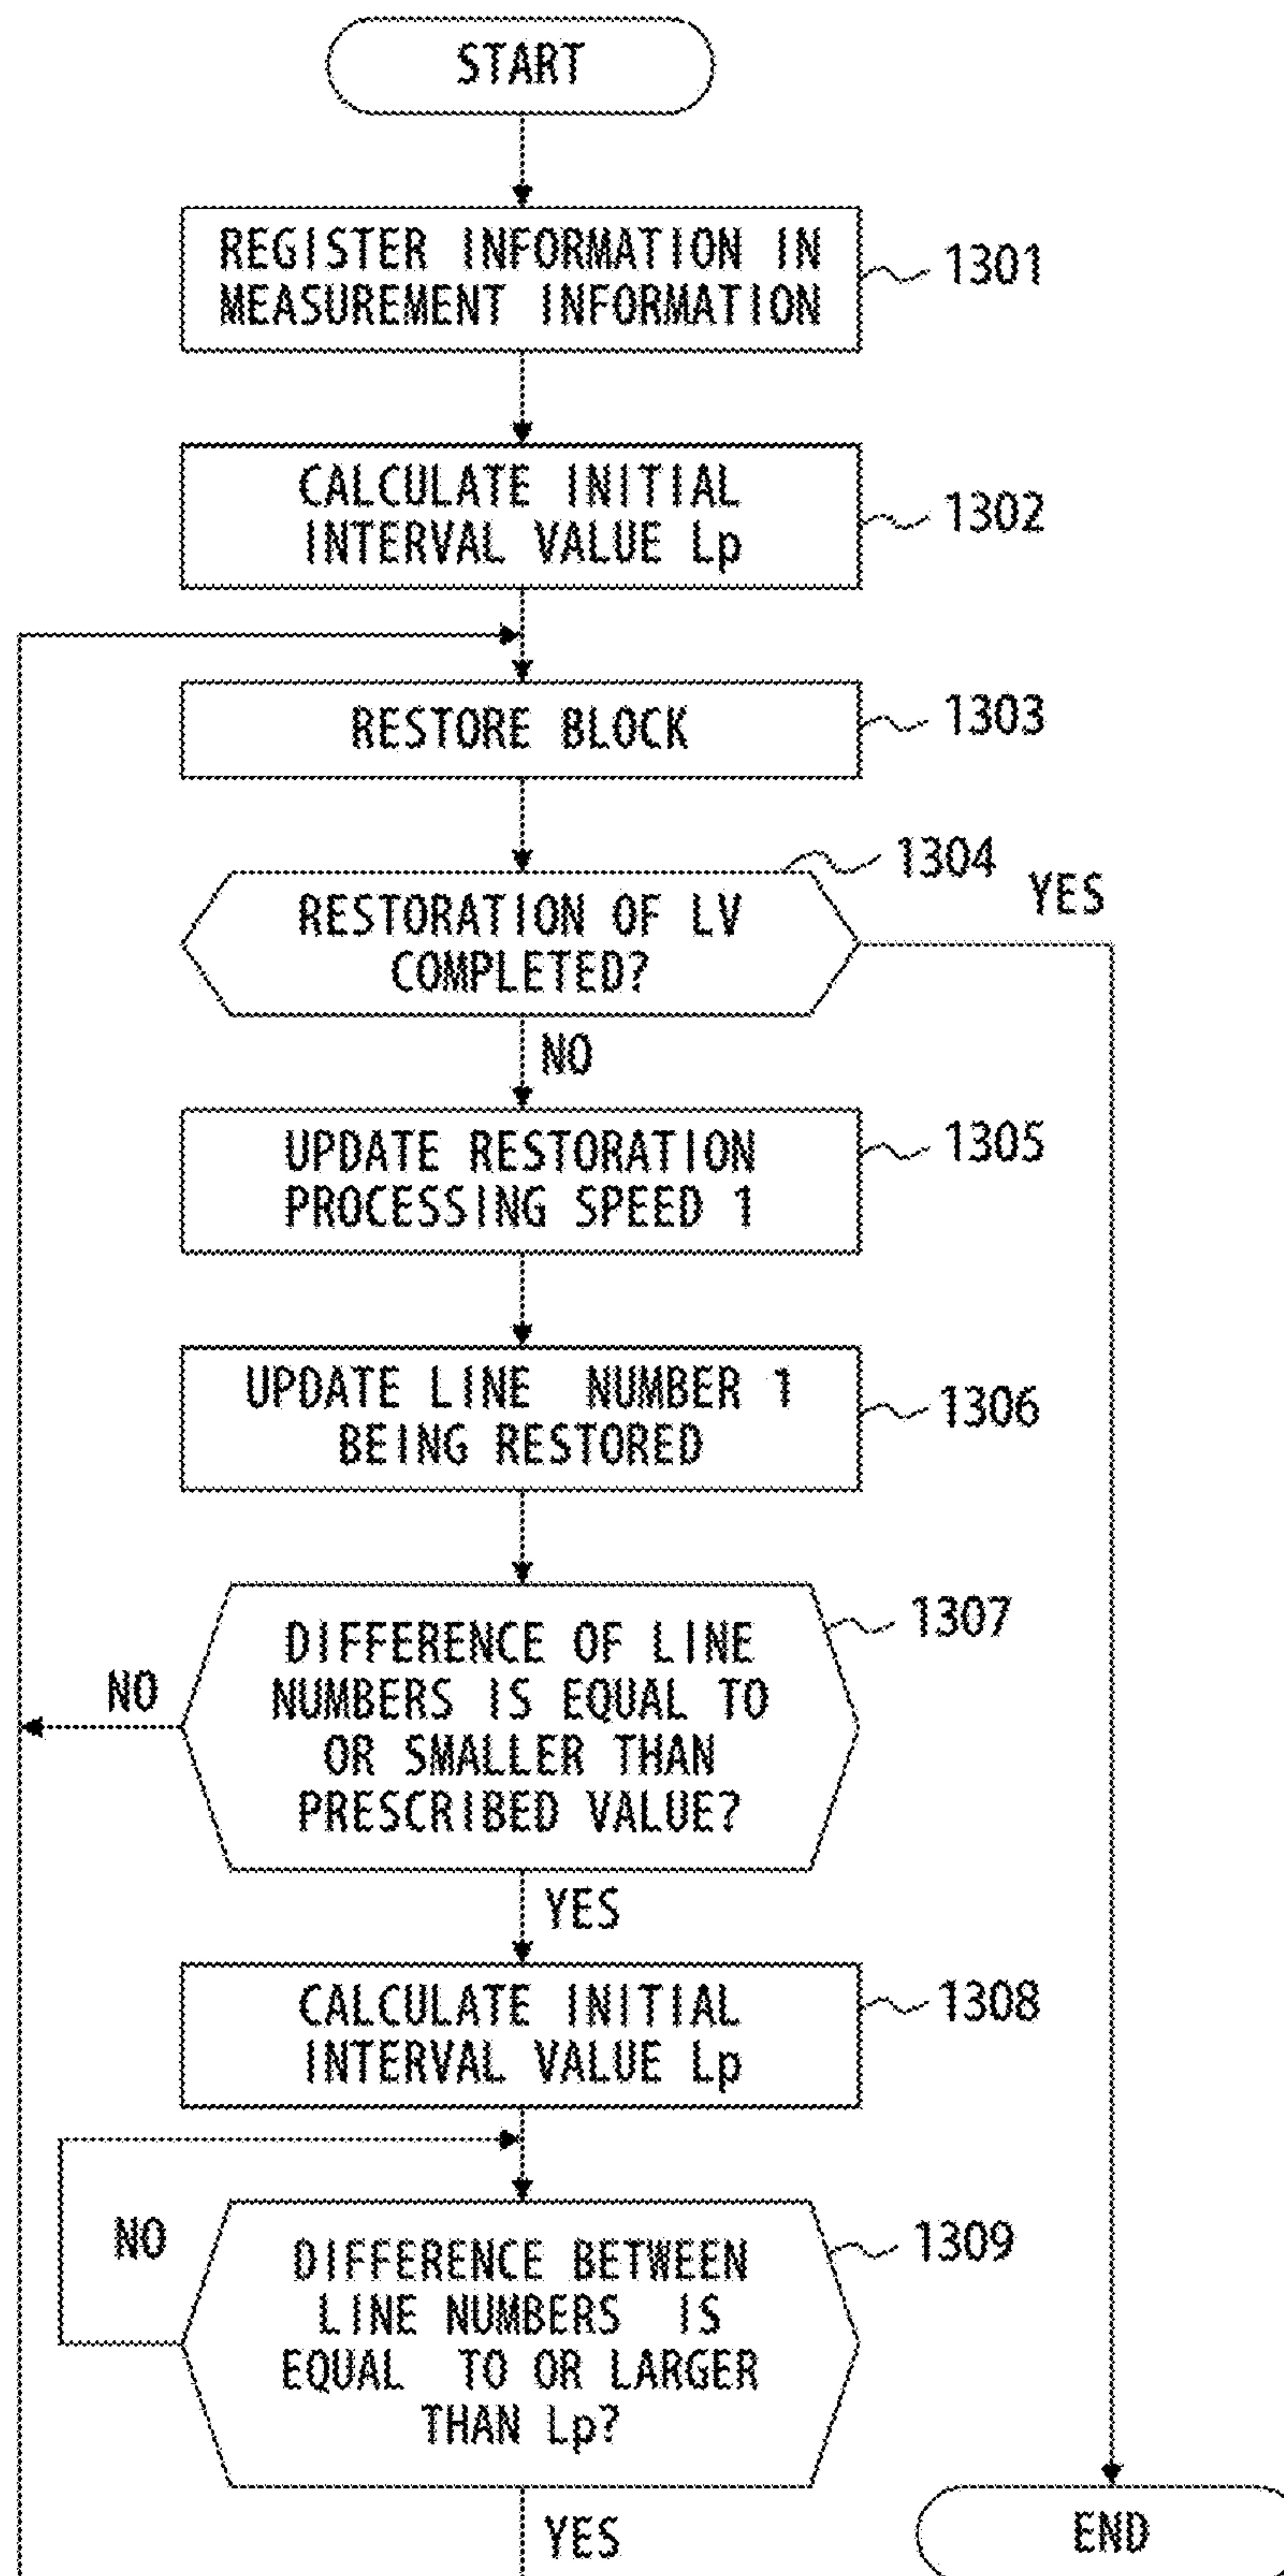 START
REGISTER INFORMATION IN
MEASUREMENT INFORMATION
1301
CALCULATE INITIAL
INTERVAL VALUE Lp
1302
RESTORE BLOCK
1303
1304
RESTORATION OF LV
COMPLETED?
YES
NO
UPDATE RESTORATION
PROCESSING SPEED 1
1305
UPDATE LINE NUMBER 1
BEING RESTORED
1306
1307
DIFFERENCE OF LINE
NUMBERS IS EQUAL TO
OR SMALLER THAN
PRESCRIBED VALUE?
NO
YES
CALCULATE INITIAL
INTERVAL VALUE Lp
1308
NO
1309
DIFFERENCE BETWEEN
LINE NUMBERS IS
EQUAL TO OR LARGER
THAN Lp?
YES
END